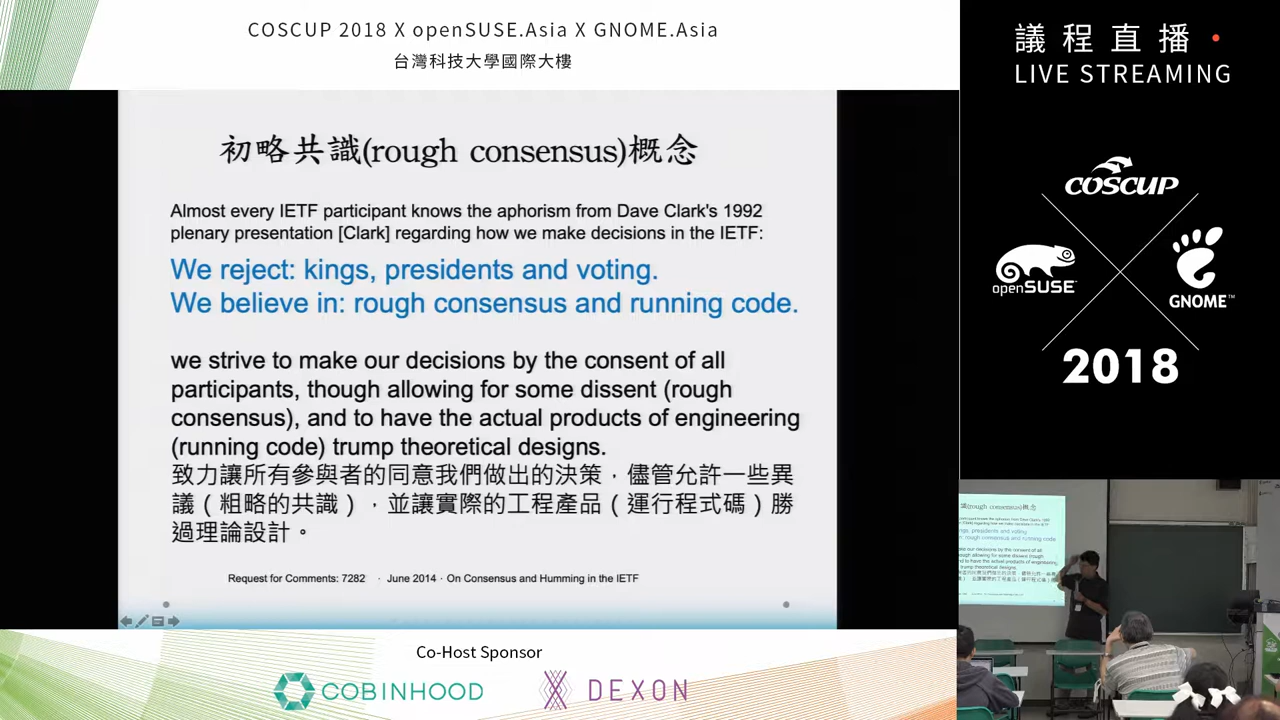 COSCUP 2018 X openSUSE.Asia X GNOME.Asia
台灣科技大學國際大樓
初略共識(rough consensus)概念
Almost every IETF participant knows the aphorism from Dave Clark's 1992
plenary presentation [Clark] regarding how we make decisions in the IETF:
We reject: kings, presidents and voting.
We believe in: rough consensus and running code.
we strive to make our decisions by the consent of all
participants, though allowing for some dissent (rough
consensus), and to have the actual products of engineering
(running code) trump theoretical designs.
致力讓所有參與者的同意我們做出的決策，儘管允許一些異
議（粗略的共識），並讓實際的工程產品（運行程式碼）勝
過理論設計。
Request for Comments: 7282 · June 2014 · On Consensus and Humming in the IETF
Co-Host Sponsor
COBINHOOD
DEXON
議程直播
LIVE STREAMING
COSCUP
openSUSE
GNOME™
2018